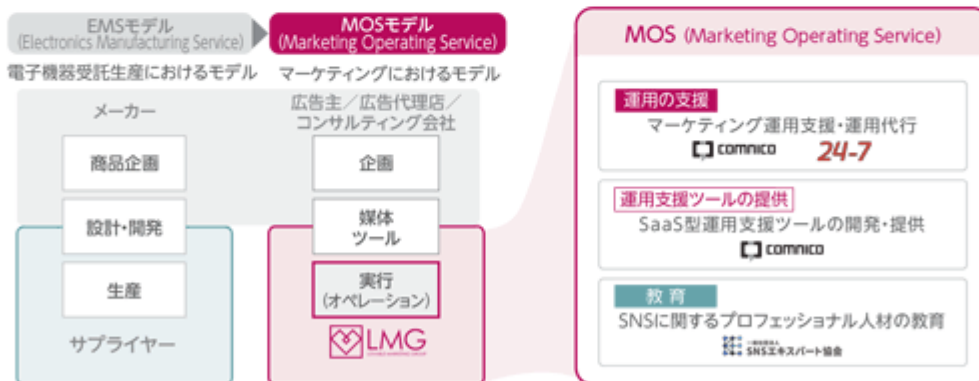 EMSモデル
(Electronics Manufacturing Service)
電子機器受託生産におけるモデル
メーカー
商品企画
設計・開発
生産
サプライヤー
MOSモデル
(Marketing Operating Service)
マーケティングにおけるモデル
広告主／広告代理店／
コンサルティング会社
企画
媒体
ツール
実行
(オペレーション)
LMG
MOS (Marketing Operating Service)
運用の支援
マーケティング運用支援・運用代行
comnico 24-7
運用支援ツールの提供
SaaS型運用支援ツールの開発・提供
comnico
教育
SNSに関するプロフェッショナル人材の教育
一般社団法人
SNSエキスパート協会